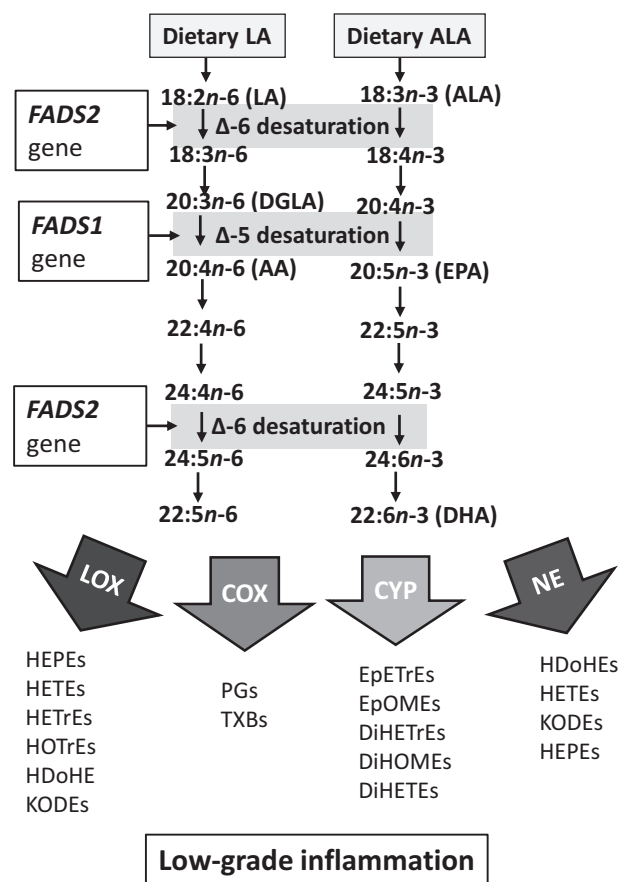 Dietary LA
Dietary ALA
18:2n-6 (LA)
18:3n-3 (ALA)
FADS2
gene
Δ-6 desaturation
18:3n-6
18:4n-3
20:3n-6 (DGLA)
20:4n-3
FADS1
gene
Δ-5 desaturation
20:4n-6 (AA)
20:5n-3 (EPA)
22:4n-6
22:5n-3
24:4n-6
24:5n-3
FADS2
gene
Δ-6 desaturation
24:5n-6
24:6n-3
22:5n-6
22:6n-3 (DHA)
LOX
COX
CYP
NE
HEPEs
HETEs
HETrEs
HOTrEs
HDoHE
KODEs
PGs
TXBs
EpETrEs
EpOMEs
DiHETrEs
DiHOMEs
DiHETEs
HDoHEs
HETEs
KODEs
HEPEs
Low-grade inflammation